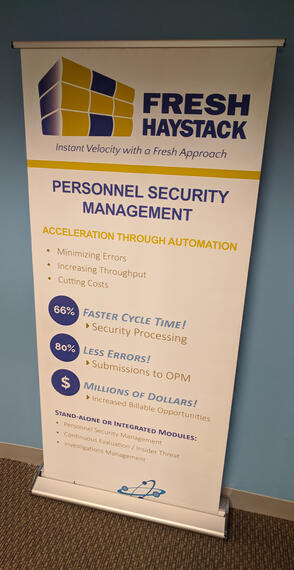 FRESH
HAYSTACK
Instant Velocity with a Fresh Approach
PERSONNEL SECURITY
MANAGEMENT
ACCELERATION THROUGH AUTOMATION
• Minimizing Errors
• Increasing Throughput
• Cutting Costs
66% FASTER CYCLE TIME!
Security Processing
80% LESS ERRORS!
Submissions to OPM
$ MILLIONS OF DOLLARS!
Increased Billable Opportunities
STAND-ALONE OR INTEGRATED MODULES:
• Personnel Security Management
• Continuous Evaluation / Insider Threat
• Investigations Management